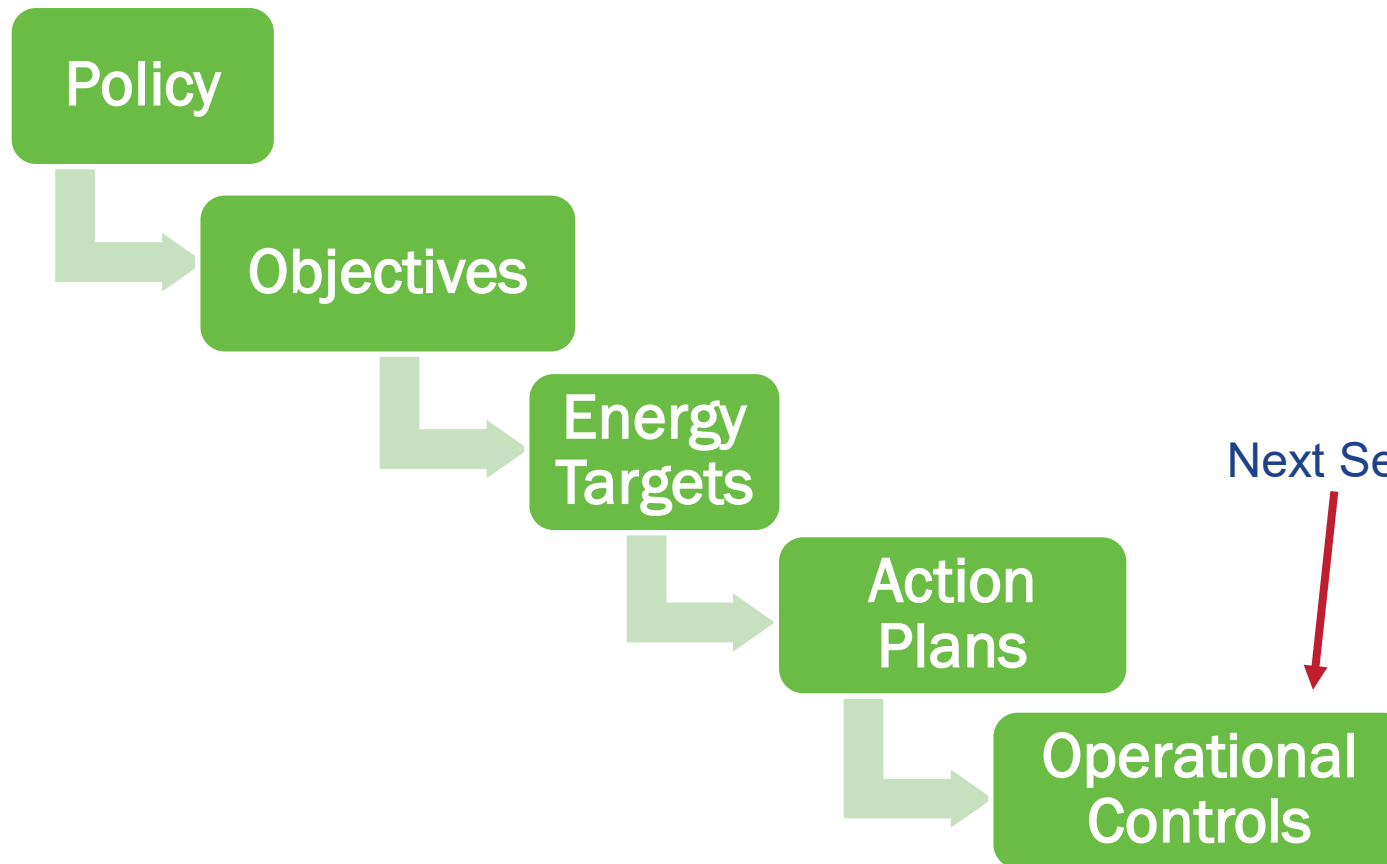 Policy
Objectives
Energy
Targets
Next Se
Action
Plans
Operational
Controls